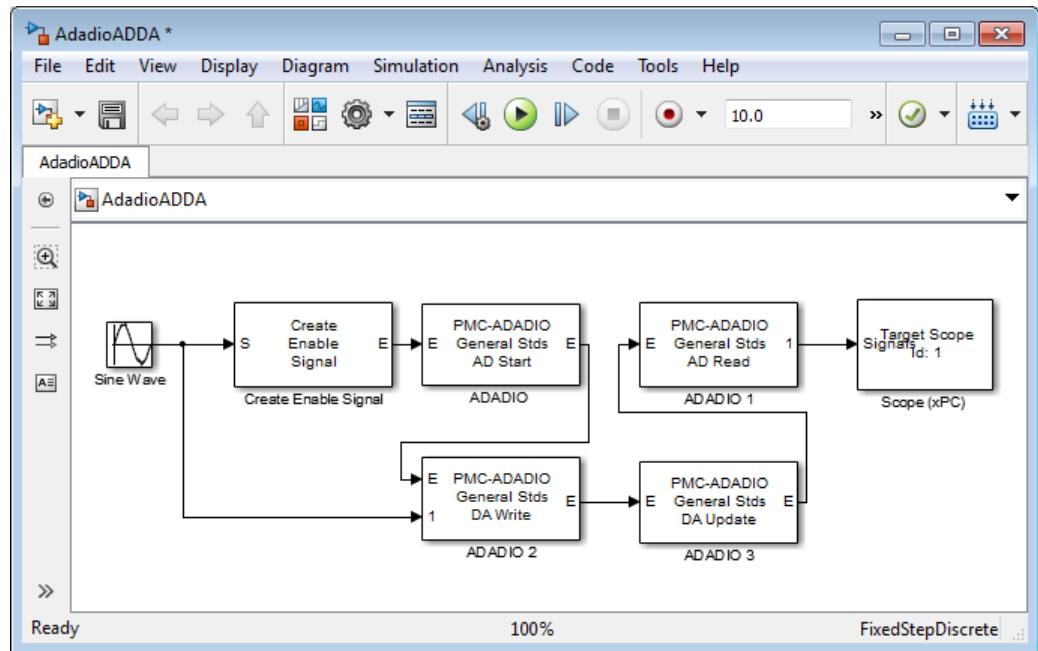 AdadioADDA *
File Edit View Display Diagram Simulation Analysis Code Tools Help
10.0
AdadioADDA
AdadioADDA
Sine Wave
S
Create
Enable
Signal
E
Create Enable Signal
E
PMC-ADADIO
General Stds
AD Start
E
ADADIO
E
PMC-ADADIO
General Stds
AD Read
1
ADADIO 1
Signals
Target Scope
Id: 1
Scope (xPC)
E
1
PMC-ADADIO
General Stds
DA Write
E
ADADIO 2
E
PMC-ADADIO
General Stds
DA Update
E
ADADIO 3
Ready 100% FixedStepDiscrete